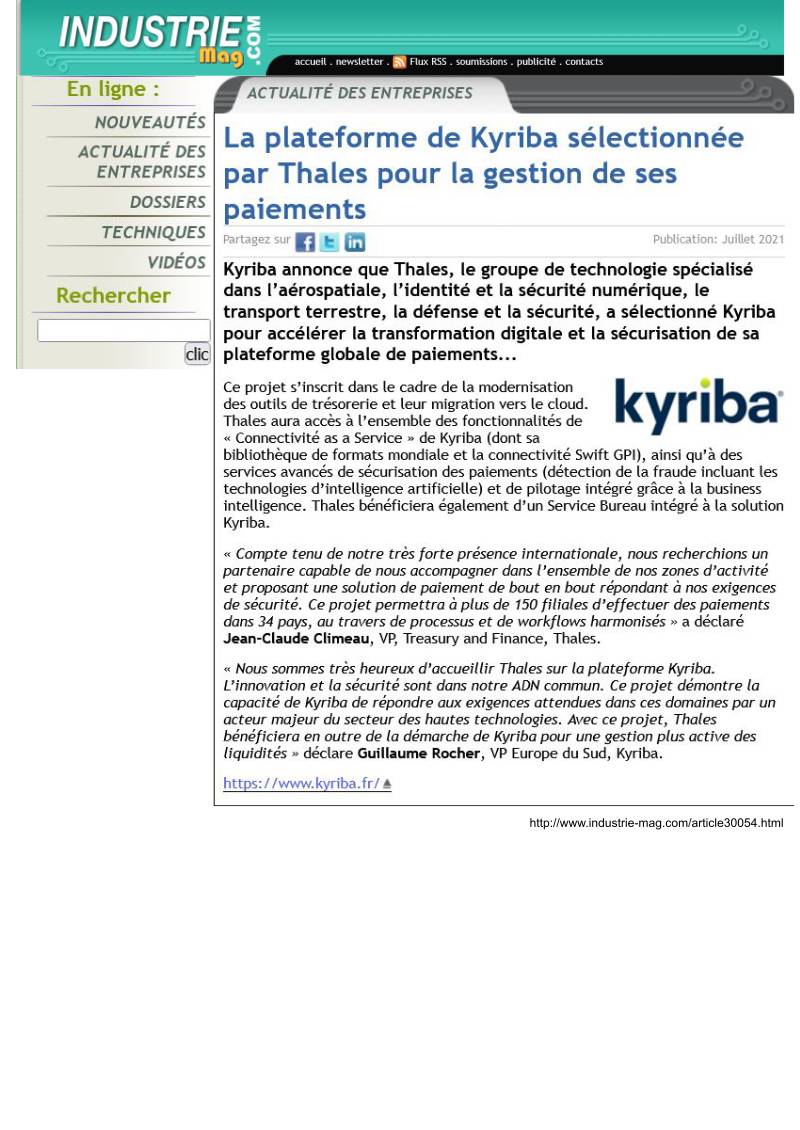 INDUSTRIE
Mag
.COM
accueil . newsletter . Flux RSS . soumissions . publicité . contacts
En ligne :
NOUVEAUTÉS
ACTUALITÉ DES
ENTREPRISES
DOSSIERS
TECHNIQUES
VIDÉOS
Rechercher
clic
ACTUALITÉ DES ENTREPRISES
La plateforme de Kyriba sélectionnée
par Thales pour la gestion de ses
paiements
Partagez sur
Publication: Juillet 2021
Kyriba annonce que Thales, le groupe de technologie spécialisé
dans l’aérospatiale, l’identité et la sécurité numérique, le
transport terrestre, la défense et la sécurité, a sélectionné Kyriba
pour accélérer la transformation digitale et la sécurisation de sa
plateforme globale de paiements...
kyriba
Ce projet s’inscrit dans le cadre de la modernisation
des outils de trésorerie et leur migration vers le cloud.
Thales aura accès à l’ensemble des fonctionnalités de
« Connectivité as a Service » de Kyriba (dont sa
bibliothèque de formats mondiale et la connectivité Swift GPI), ainsi qu’à des
services avancés de sécurisation des paiements (détection de la fraude incluant les
technologies d’intelligence artificielle) et de pilotage intégré grâce à la business
intelligence. Thales bénéficiera également d’un Service Bureau intégré à la solution
Kyriba.
« Compte tenu de notre très forte présence internationale, nous recherchions un
partenaire capable de nous accompagner dans l’ensemble de nos zones d’activité
et proposant une solution de paiement de bout en bout répondant à nos exigences
de sécurité. Ce projet permettra à plus de 150 filiales d’effectuer des paiements
dans 34 pays, au travers de processus et de workflows harmonisés » a déclaré
Jean-Claude Climeau, VP, Treasury and Finance, Thales.
« Nous sommes très heureux d’accueillir Thales sur la plateforme Kyriba.
L’innovation et la sécurité sont dans notre ADN commun. Ce projet démontre la
capacité de Kyriba de répondre aux exigences attendues dans ces domaines par un
acteur majeur du secteur des hautes technologies. Avec ce projet, Thales
bénéficiera en outre de la démarche de Kyriba pour une gestion plus active des
liquidités » déclare Guillaume Rocher, VP Europe du Sud, Kyriba.
https://www.kyriba.fr/
http://www.industrie-mag.com/article30054.html